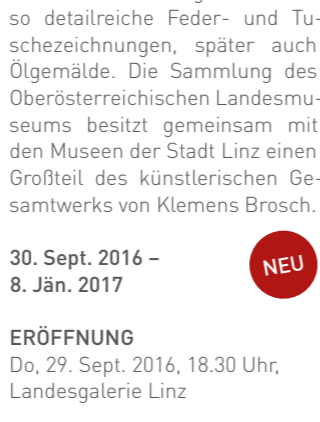 so detailreiche Feder- und Tu-
schezeichnungen, später auch
Ölgemälde. Die Sammlung des
Oberösterreichischen Landesmu-
seums besitzt gemeinsam mit
den Museen der Stadt Linz einen
Großteil des künstlerischen Ge-
samtwerks von Klemens Brosch.
30. Sept. 2016 –
8. Jän. 2017
NEU
ERÖFFNUNG
Do, 29. Sept. 2016, 18.30 Uhr,
Landesgalerie Linz